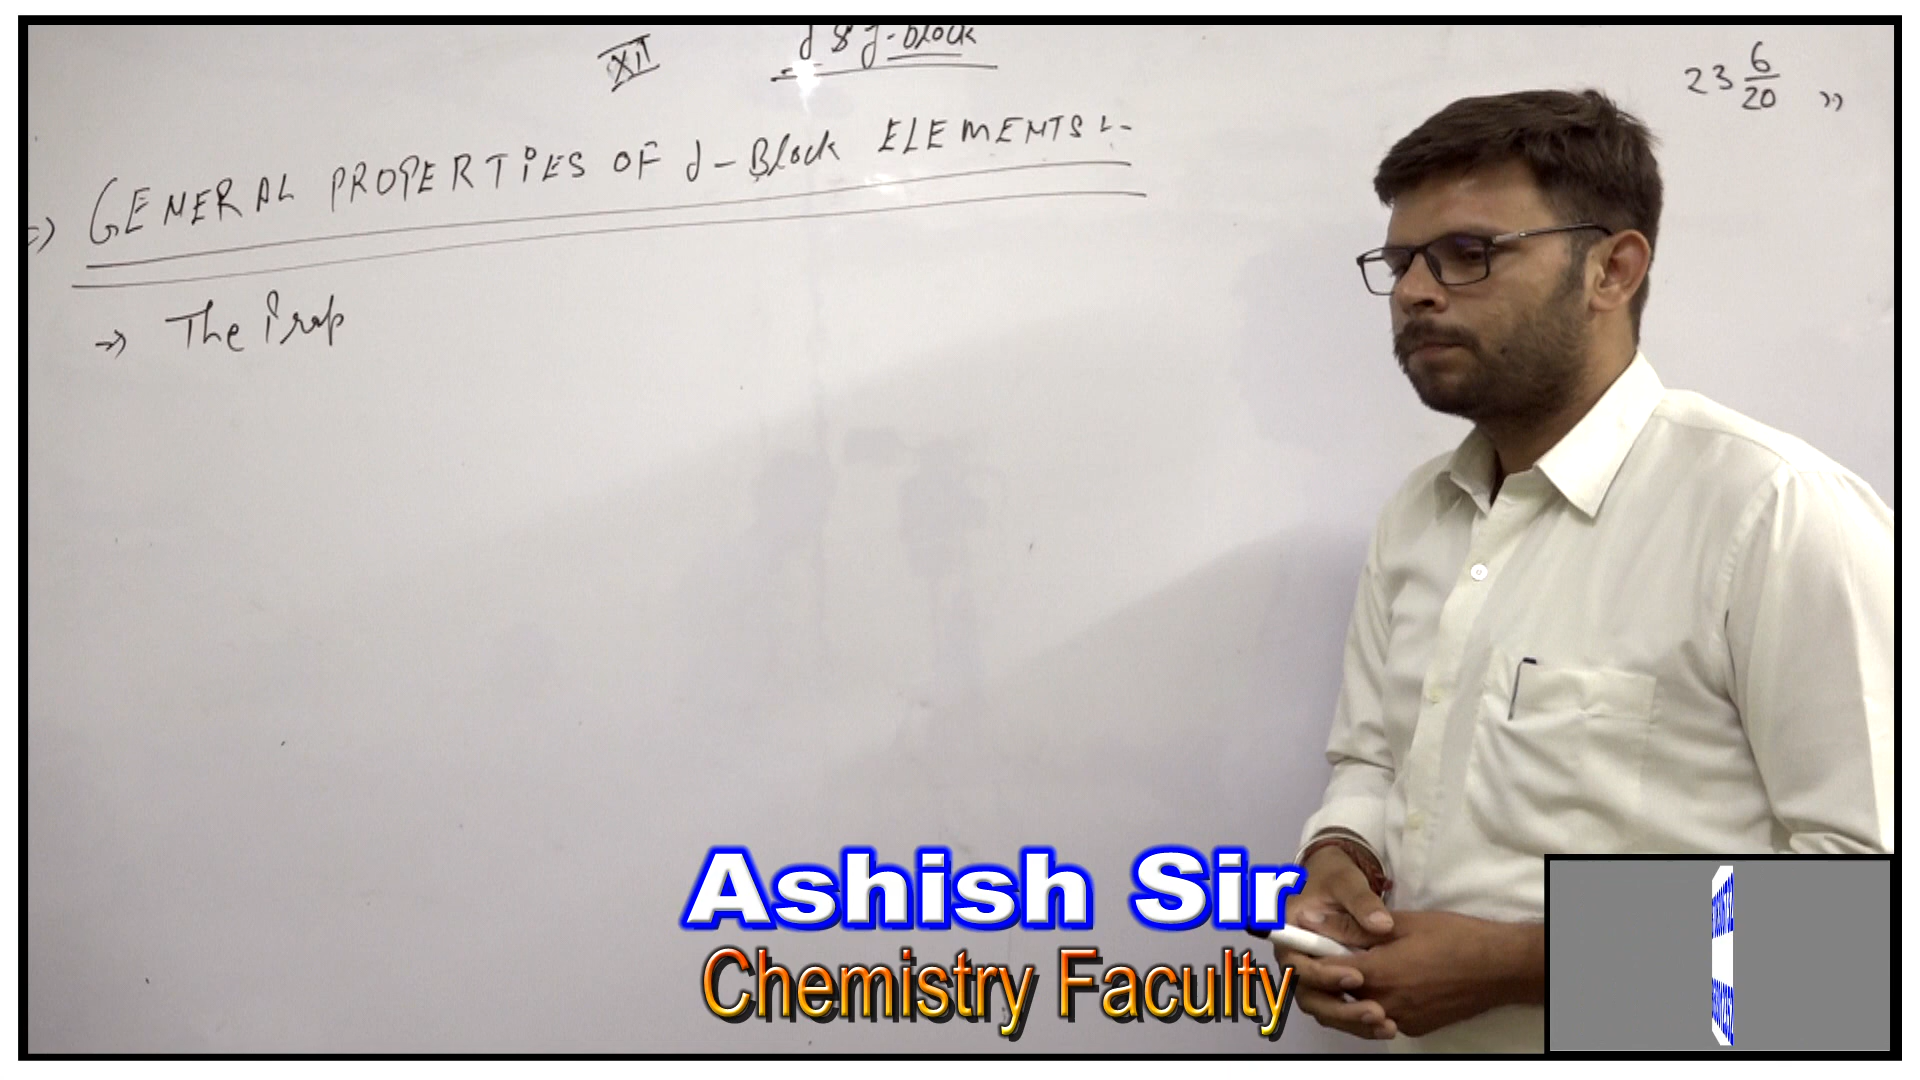 XII
d & f-block
23 6/20 ,,
=> GENERAL PROPERTIES OF d-Block ELEMENTS:-
→ The Prop
Ashish Sir
Chemistry Faculty